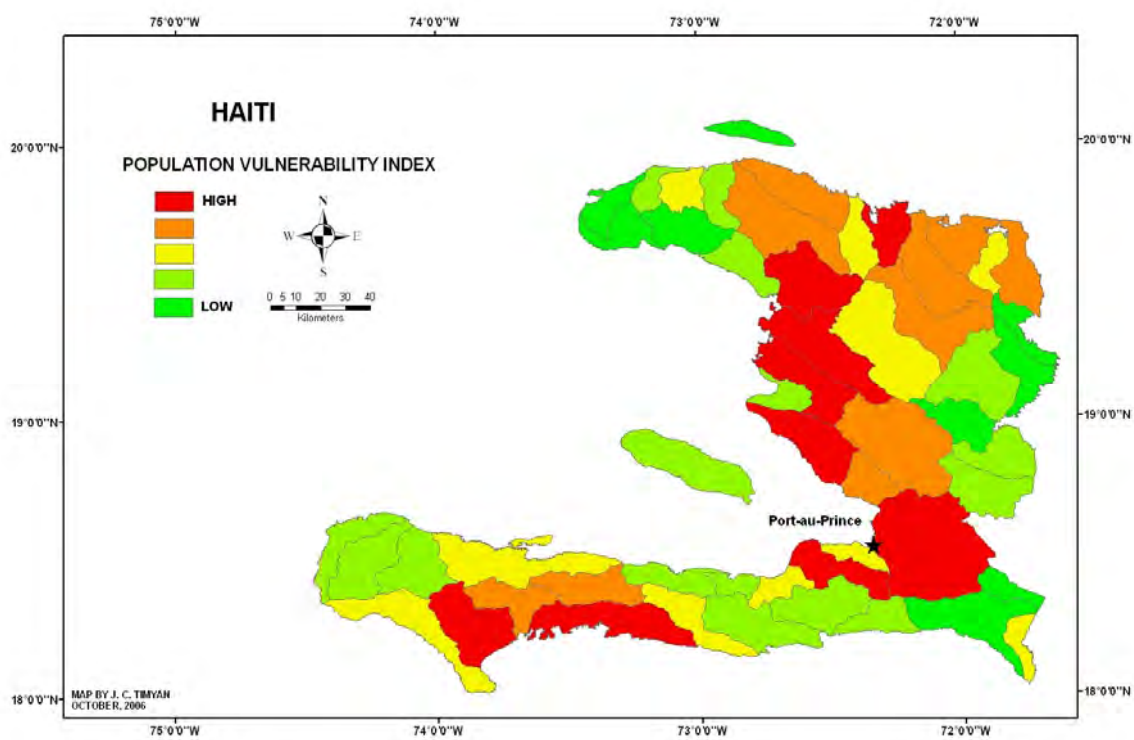 75°0'0"W 74°0'0"W 73°0'0"W 72°0'0"W
HAITI
20°0'0"N 20°0'0"N
POPULATION VULNERABILITY INDEX
HIGH
N
W E
S
LOW
0 5 10 20 30 40
Kilometers
19°0'0"N 19°0'0"N
Port-au-Prince
MAP BY J. C. TIMYAN
OCTOBER, 2006
18°0'0"N 18°0'0"N
75°0'0"W 74°0'0"W 73°0'0"W 72°0'0"W